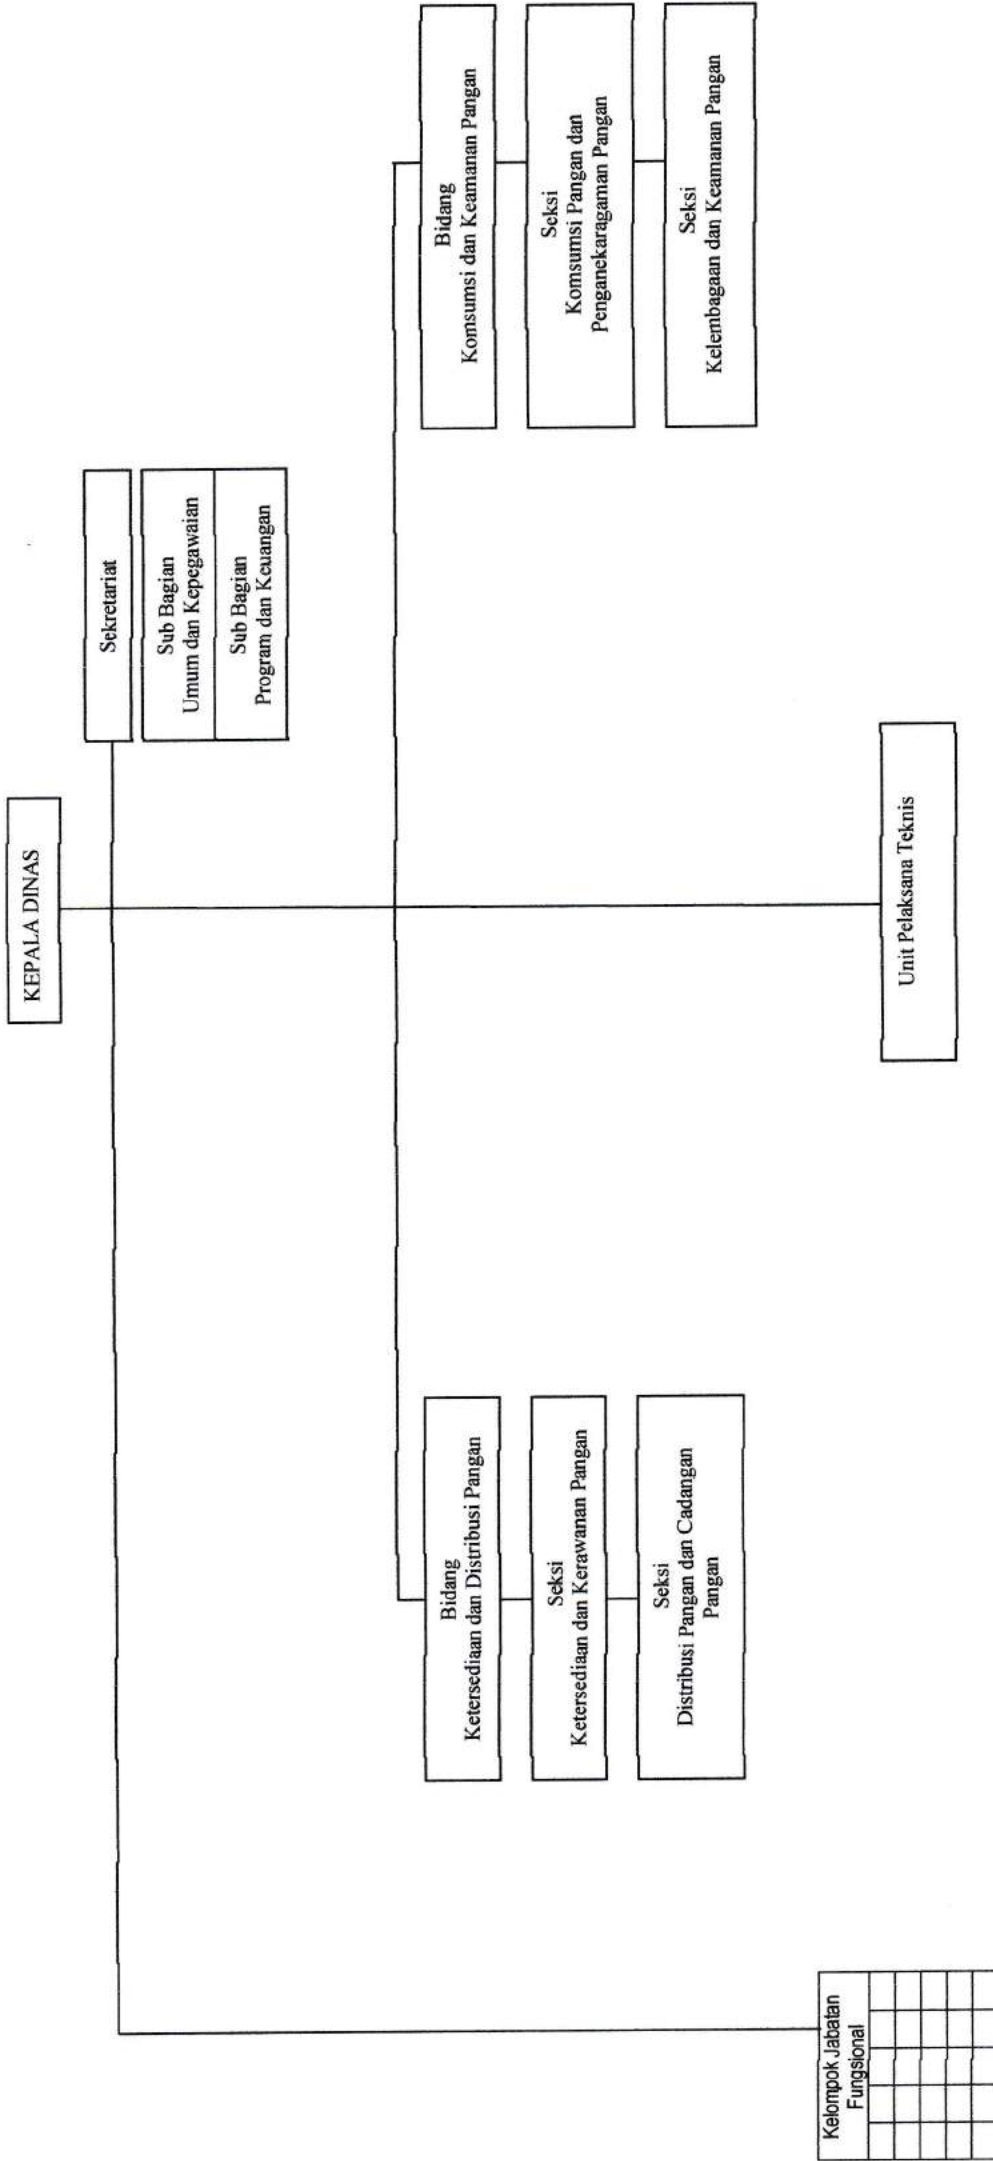 KEPALA DINAS
Sekretariat
Sub Bagian
Umum dan Kepegawaian
Sub Bagian
Program dan Keuangan
Bidang
Ketersediaan dan Distribusi Pangan
Seksi
Ketersediaan dan Kerawanan Pangan
Seksi
Distribusi Pangan dan Cadangan
Pangan
Bidang
Komsumsi dan Keamanan Pangan
Seksi
Komsumsi Pangan dan
Penganekaragaman Pangan
Seksi
Kelembagaan dan Keamanan Pangan
Kelompok Jabatan
Fungsional
Unit Pelaksana Teknis